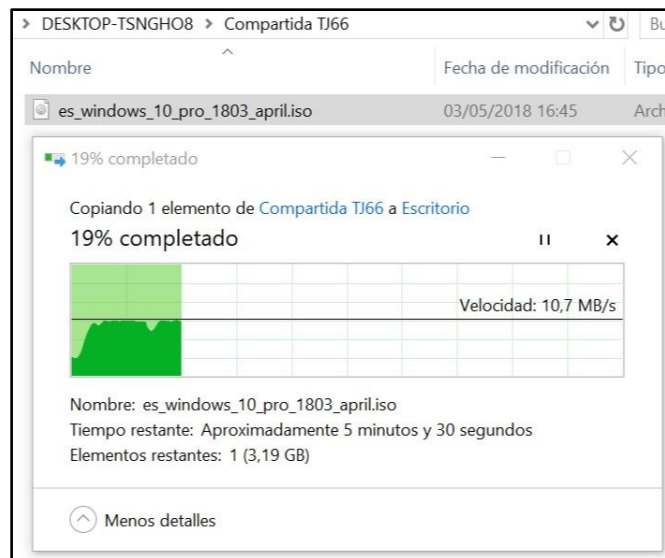 DESKTOP-TSNGHO8 > Compartida TJ66
Nombre Fecha de modificación
es_windows_10_pro_1803_april.iso 03/05/2018 16:45
19% completado
Copiando 1 elemento de Compartida TJ66 a Escritorio
19% completado
Velocidad: 10,7 MB/s
Nombre: es_windows_10_pro_1803_april.iso
Tiempo restante: Aproximadamente 5 minutos y 30 segundos
Elementos restantes: 1 (3,19 GB)
Menos detalles